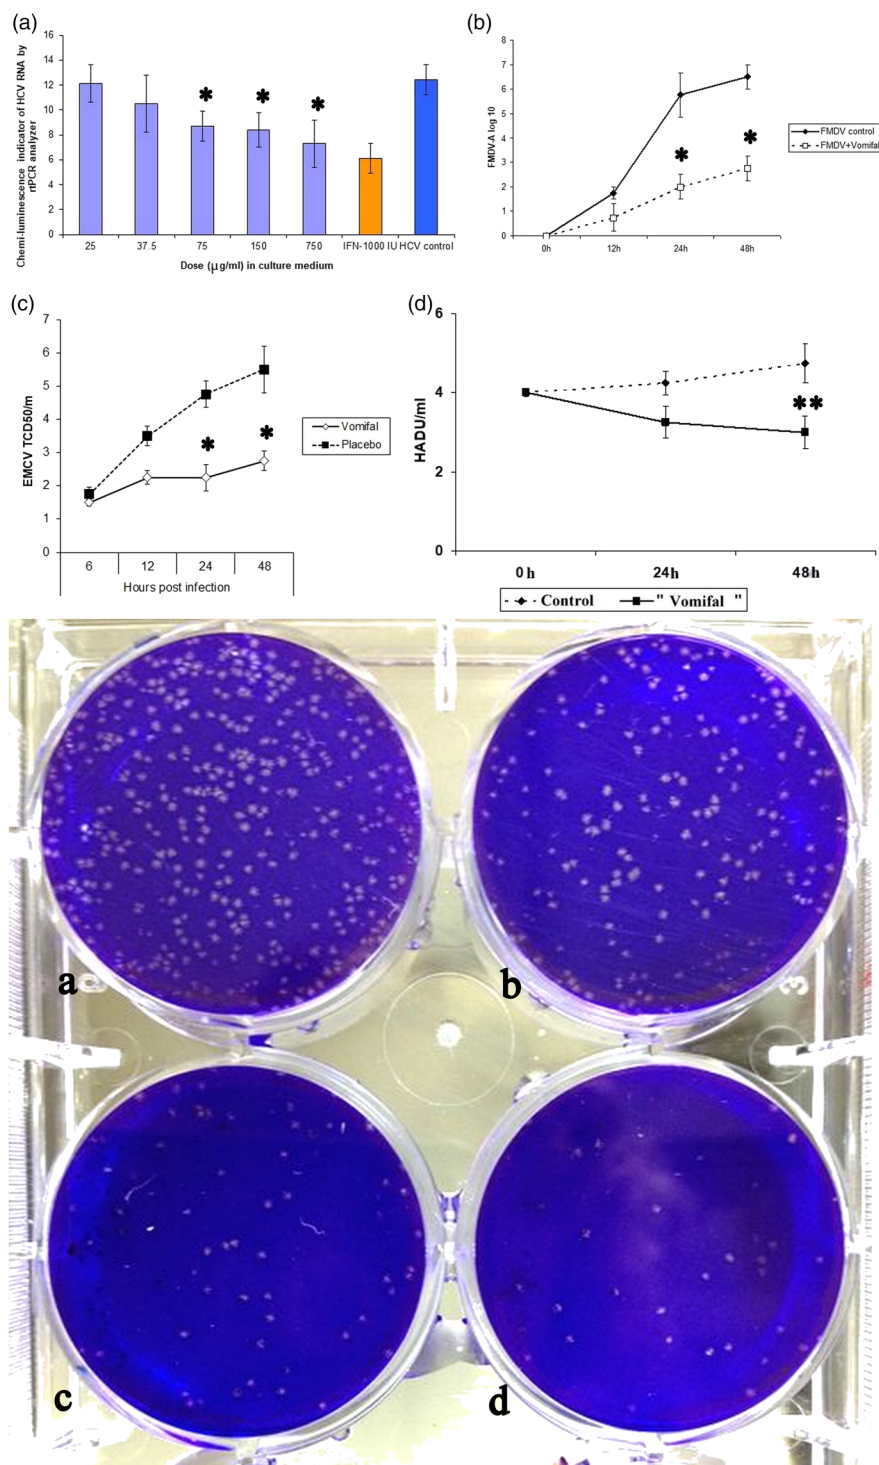 (a)
Chemi-luminescence indicator of HCV RNA by
rtPCR analyzer
16
14
12
10
8
6
4
2
0
✱
✱
✱
25
37.5
75
150
750
IFN-1000 IU
HCV control
Dose (μg/ml) in culture medium
(b)
FMDV-A log 10
8
7
6
5
4
3
2
1
0
✱
✱
0h
12h
24h
48h
FMDV control
FMDV+Vomifal
(c)
EMCV TCD50/m
7
6
5
4
3
2
1
0
✱
✱
6
12
24
48
Hours post infection
Vomifal
Placebo
(d)
HADU/ml
6
4
2
0
✱✱
0 h
24h
48h
Control
" Vomifal "
a
b
3
c
d